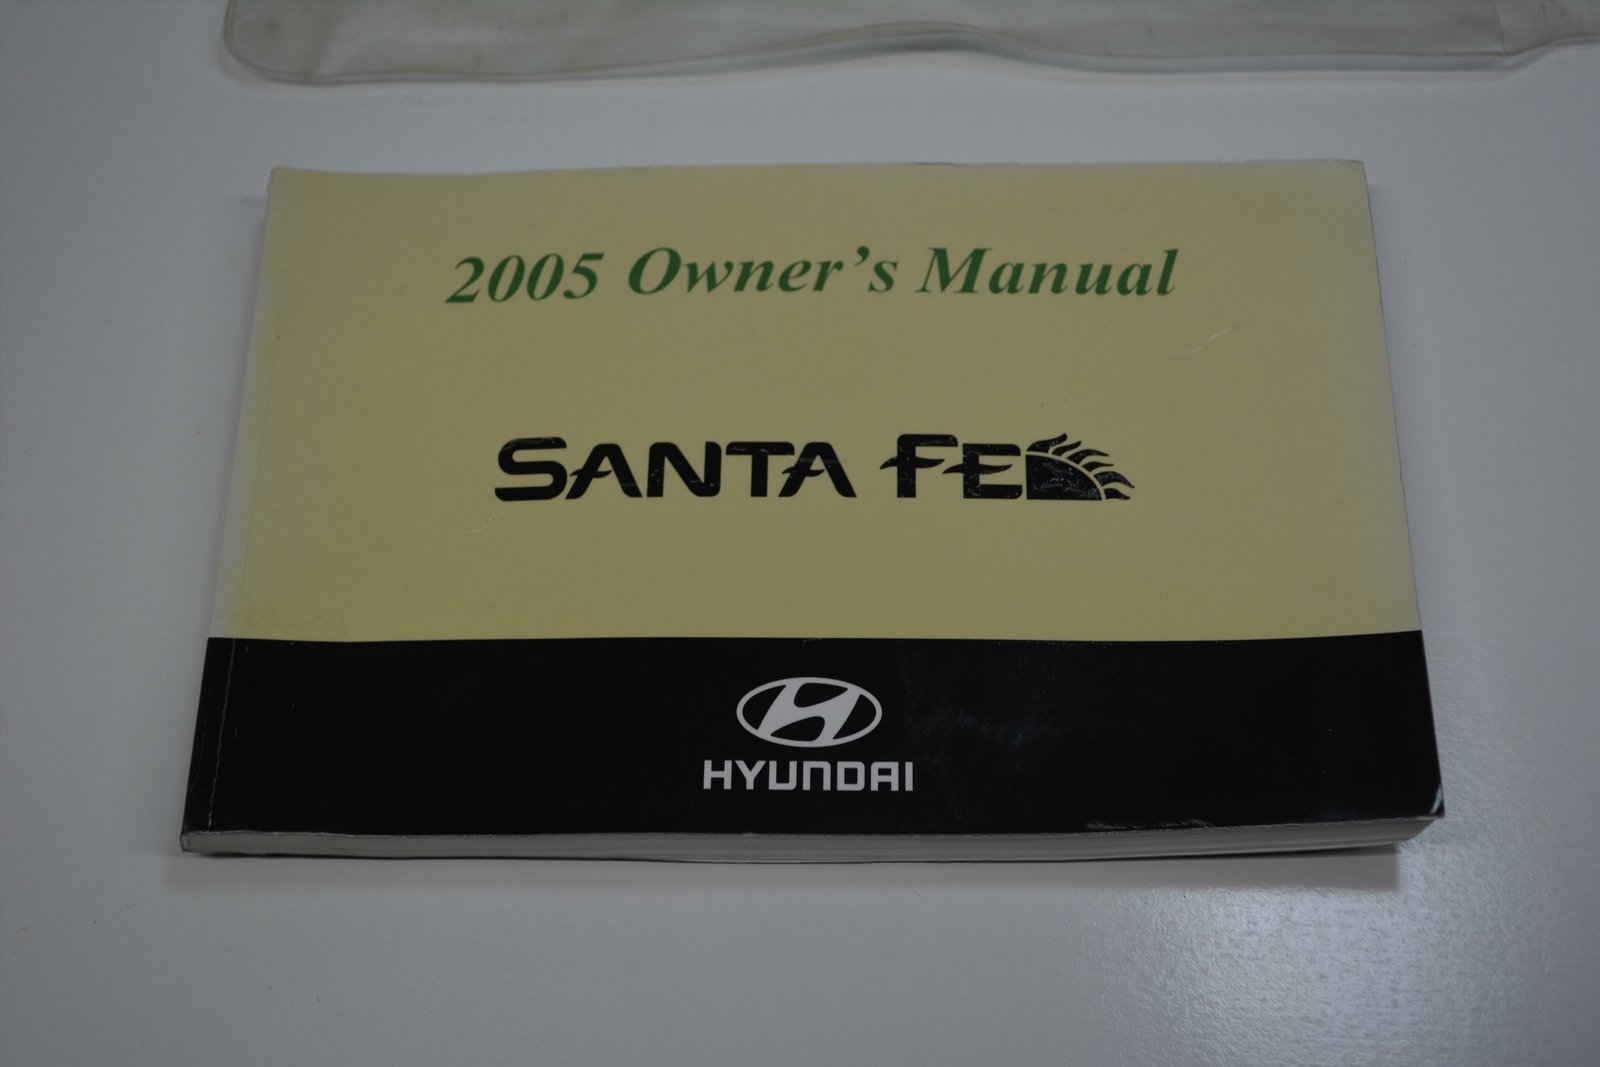 2005 Owner's Manual
SANTA FE
HYUNDAI